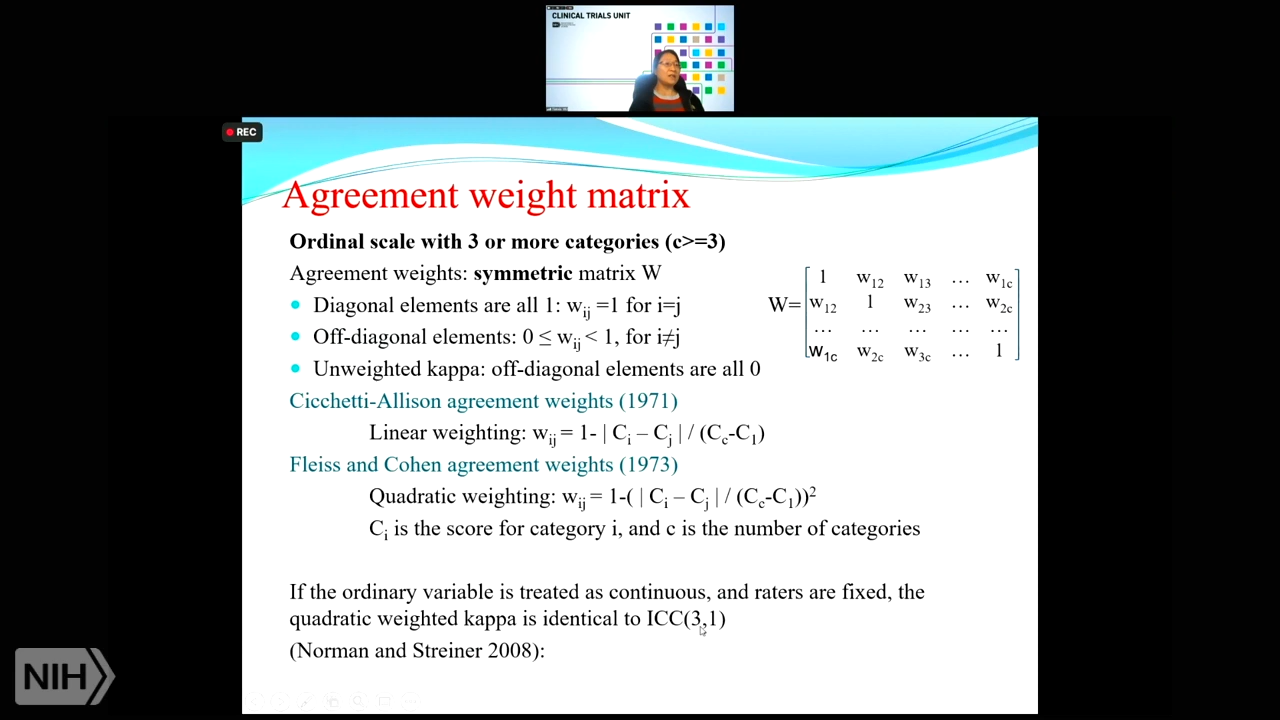 CLINICAL TRIALS UNIT
REC
Agreement weight matrix
Ordinal scale with 3 or more categories (c>=3)
Agreement weights: symmetric matrix W
• Diagonal elements are all 1: wij =1 for i=j
• Off-diagonal elements: 0 ≤ wij < 1, for i≠j
• Unweighted kappa: off-diagonal elements are all 0
W=
1 w12 w13 … w1c
w12 1 w23 … w2c
… … … … …
w1c w2c w3c … 1
Cicchetti-Allison agreement weights (1971)
Linear weighting: wij = 1- | Ci – Cj | / (Cc-C1)
Fleiss and Cohen agreement weights (1973)
Quadratic weighting: wij = 1-( | Ci – Cj | / (Cc-C1))²
Ci is the score for category i, and c is the number of categories
If the ordinary variable is treated as continuous, and raters are fixed, the
quadratic weighted kappa is identical to ICC(3,1)
(Norman and Streiner 2008):
NIH